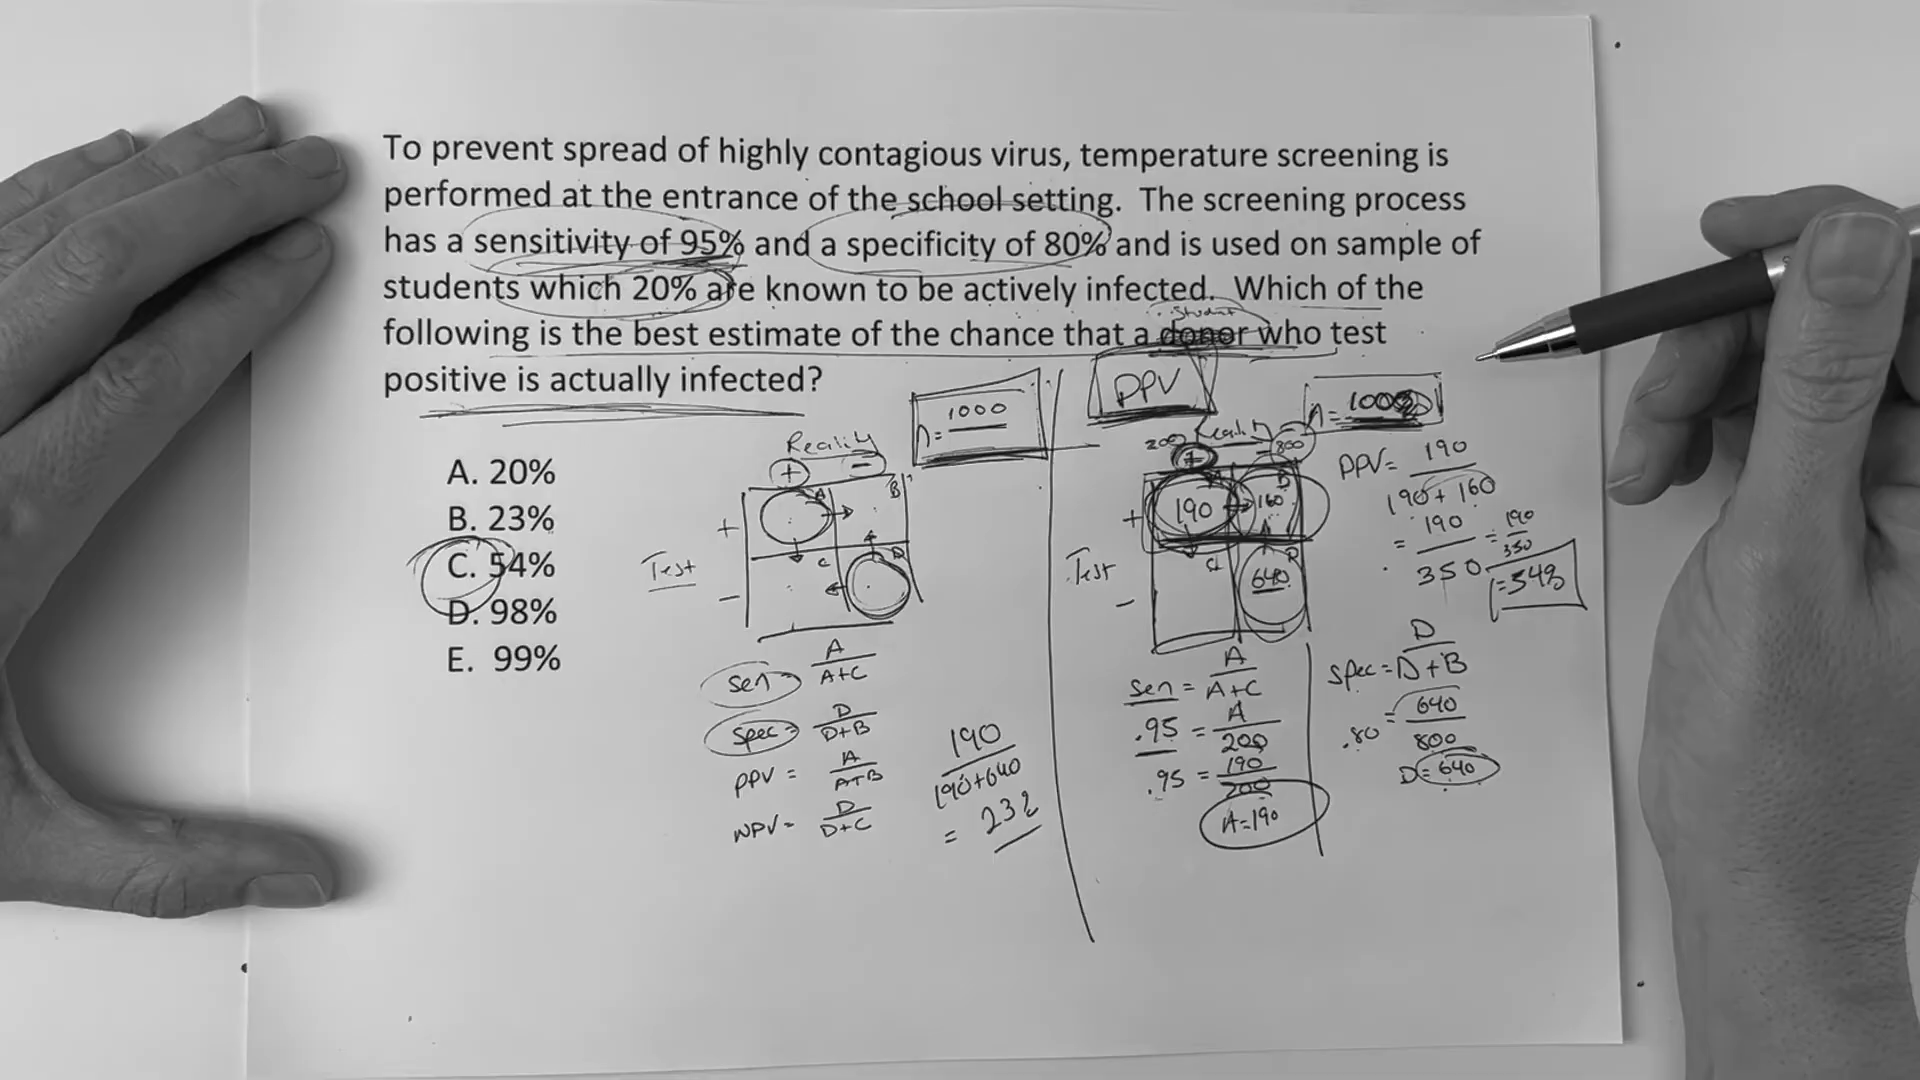 To prevent spread of highly contagious virus, temperature screening is
performed at the entrance of the school setting. The screening process
has a sensitivity of 95% and a specificity of 80% and is used on sample of
students which 20% are known to be actively infected. Which of the
student
following is the best estimate of the chance that a donor who test
positive is actually infected?
A. 20%
B. 23%
C. 54%
D. 98%
E. 99%
n= 1000
Reality
+ −
A B
+
Test
C D
−
Sen A
A+C
Spec= D
D+B
PPV = A
A+B
NPV= D
D+C
190
190+640
= 23%
PPV
n= 1000
200 Reality 800
+ −
A B
+ 190 160
Test
C D
− 640
Sen = A
A+C
.95 = A
200
.95 = 190
200
A=190
PPV= 190
190+160
= 190 = 190
350 350
=54%
Spec= D
D+B
.80 = 640
800
D=640